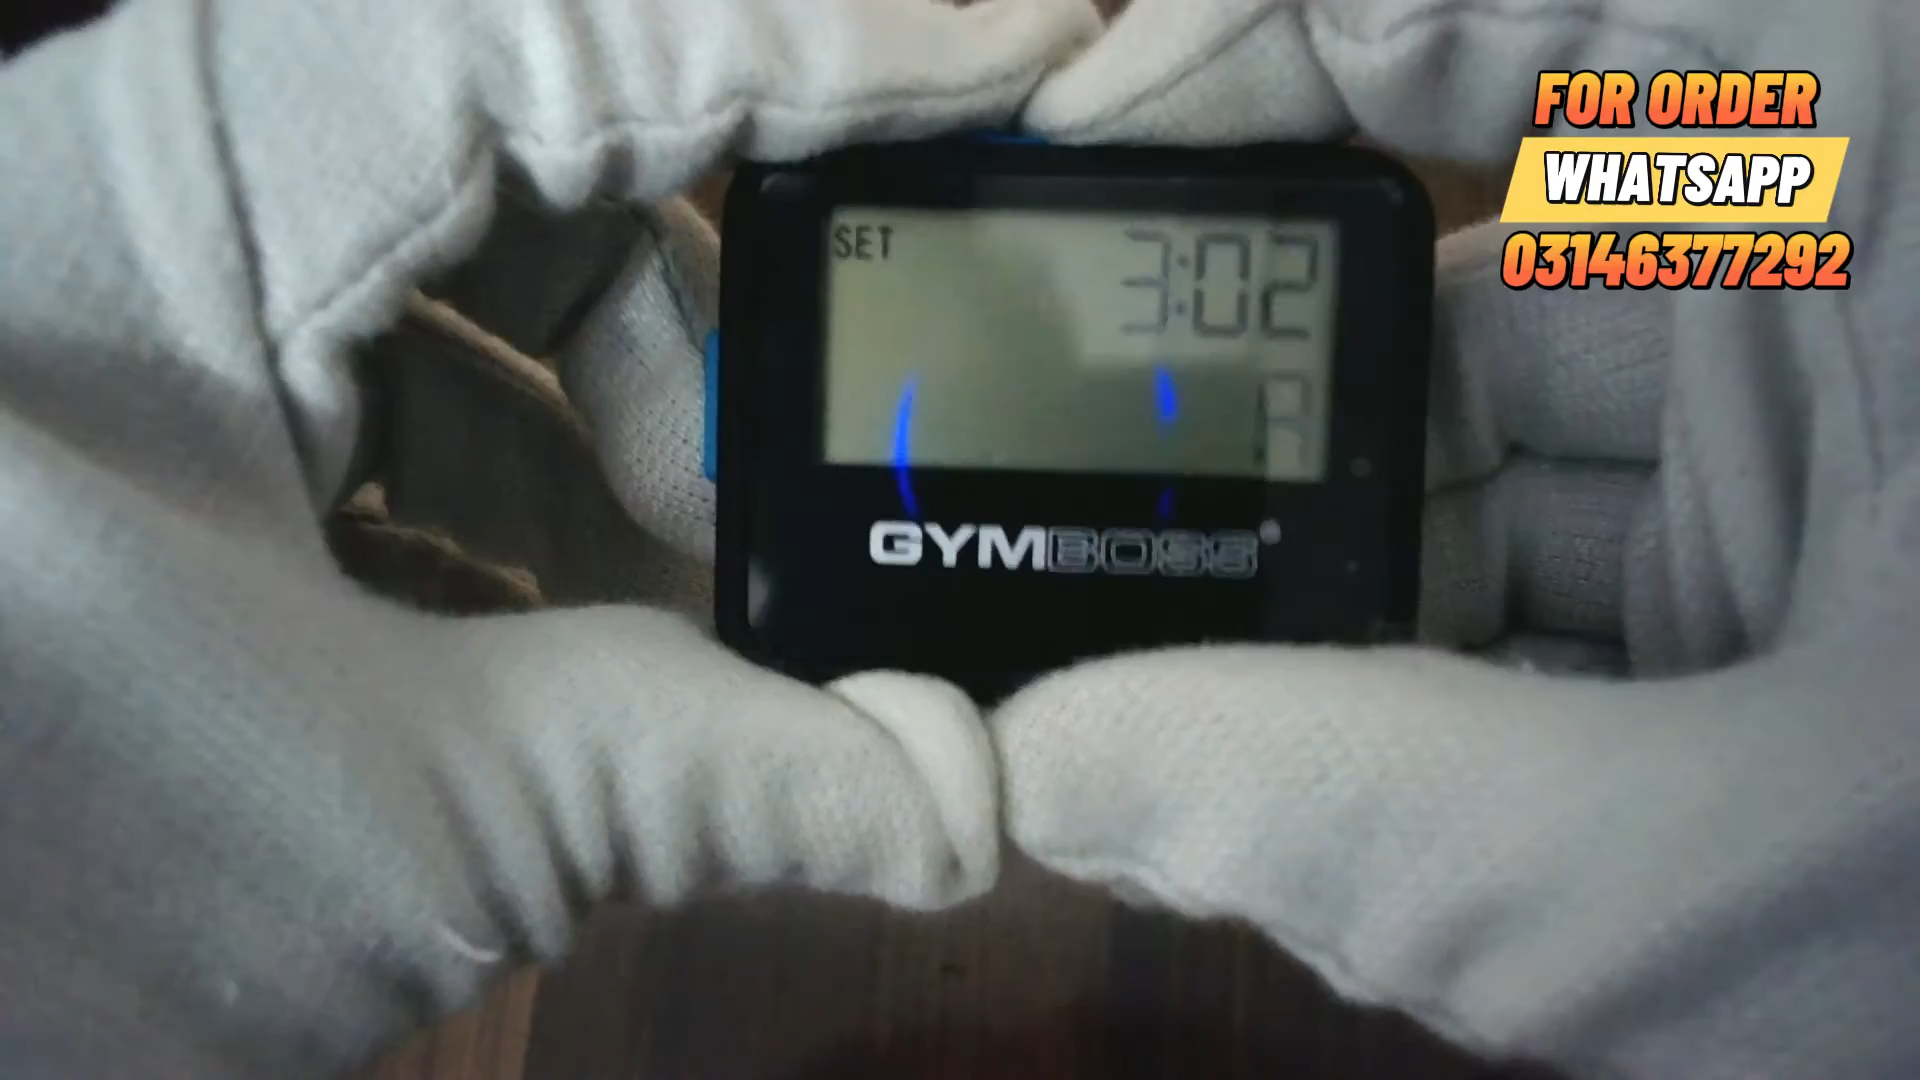 FOR ORDER
WHATSAPP
03146377292
SET
3:02
A
GYMBOSS®